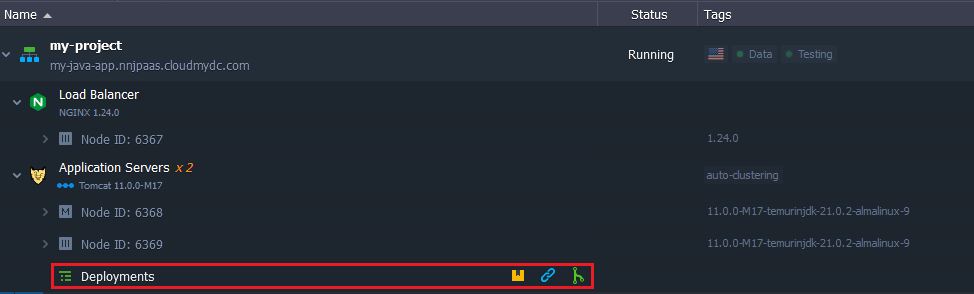 Name Status Tags
my-project
my-java-app.nnjpaas.cloudmydc.com Running Data Testing
Load Balancer
NGINX 1.24.0
Node ID: 6367 1.24.0
Application Servers x 2
Tomcat 11.0.0-M17 auto-clustering
M Node ID: 6368 11.0.0-M17-temurinjdk-21.0.2-almalinux-9
Node ID: 6369 11.0.0-M17-temurinjdk-21.0.2-almalinux-9
Deployments